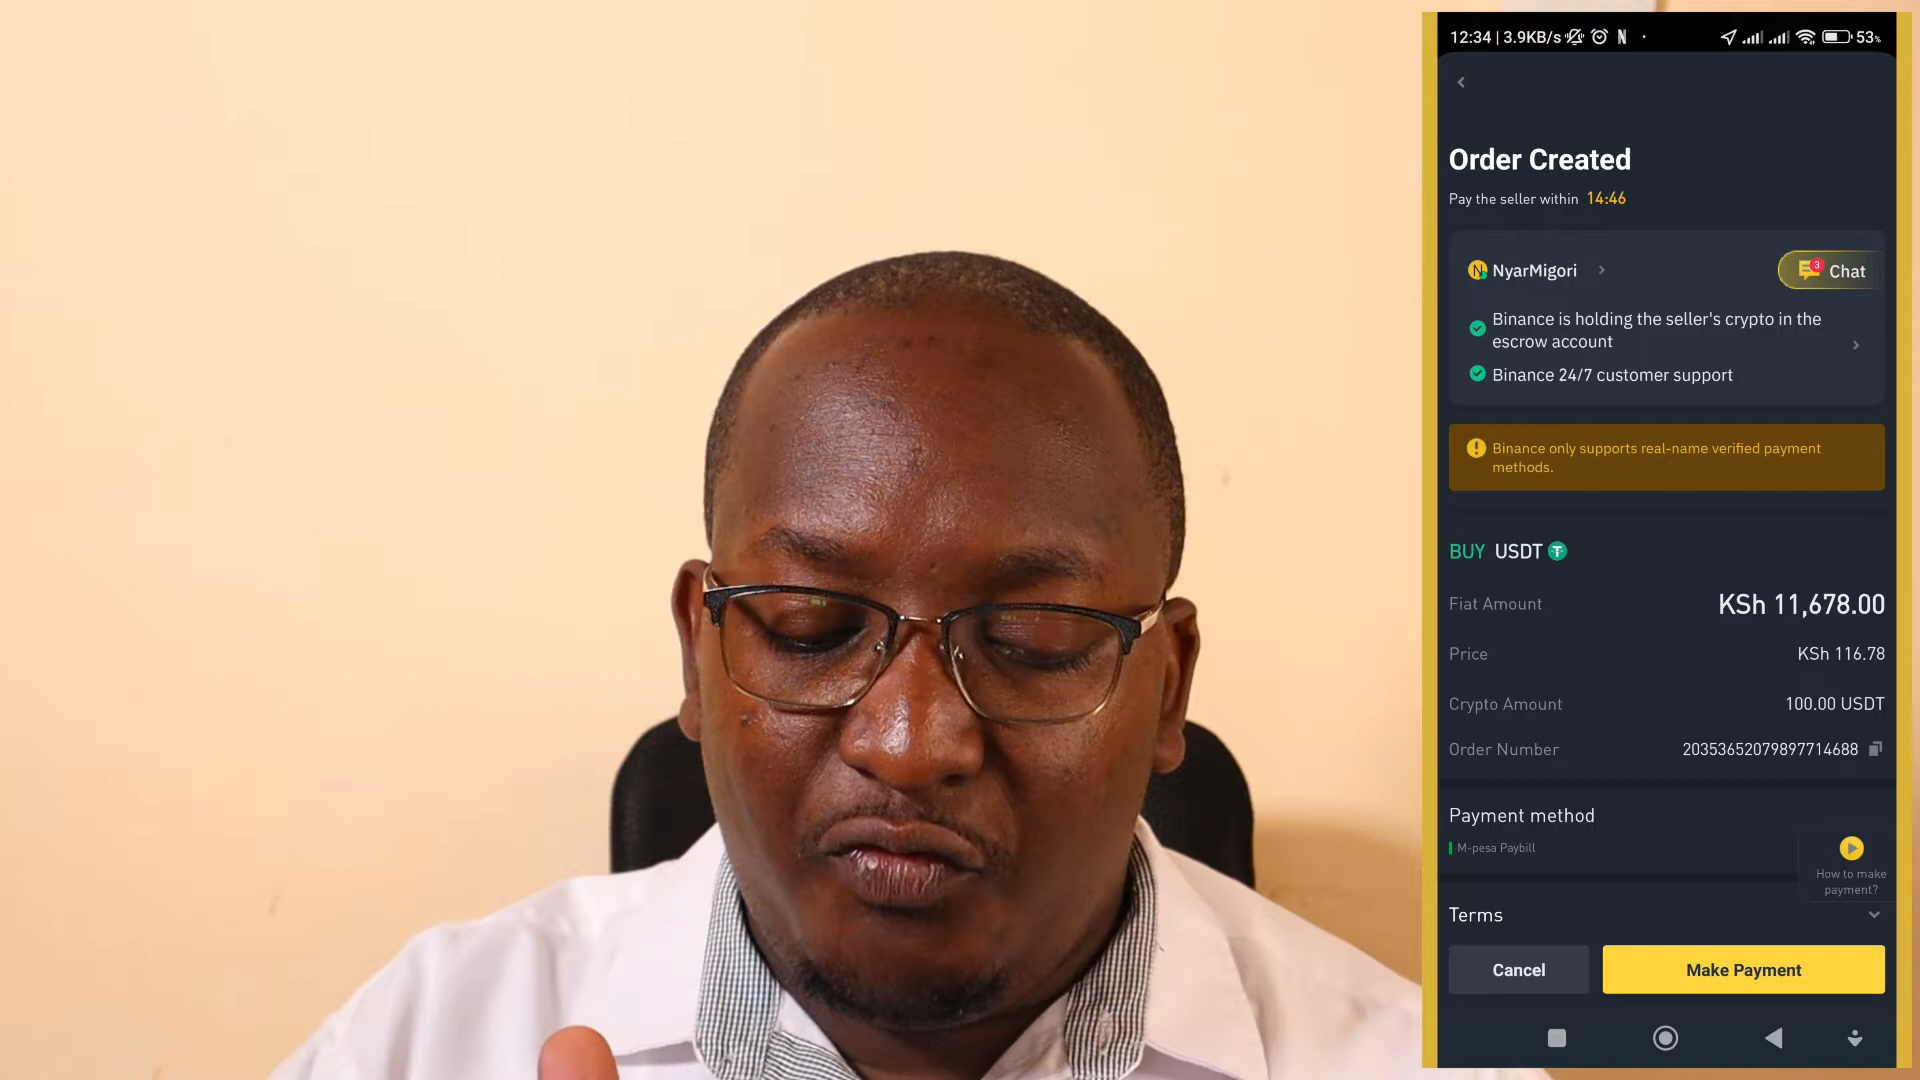 12:34 | 3.9KB/s N 53%
Order Created
Pay the seller within 14:46
N NyarMigori > 3 Chat
Binance is holding the seller's crypto in the
escrow account
Binance 24/7 customer support
Binance only supports real-name verified payment
methods.
BUY USDT
Fiat Amount KSh 11,678.00
Price KSh 116.78
Crypto Amount 100.00 USDT
Order Number 20353652079897714688
Payment method
M-pesa Paybill
How to make
payment?
Terms
Cancel Make Payment